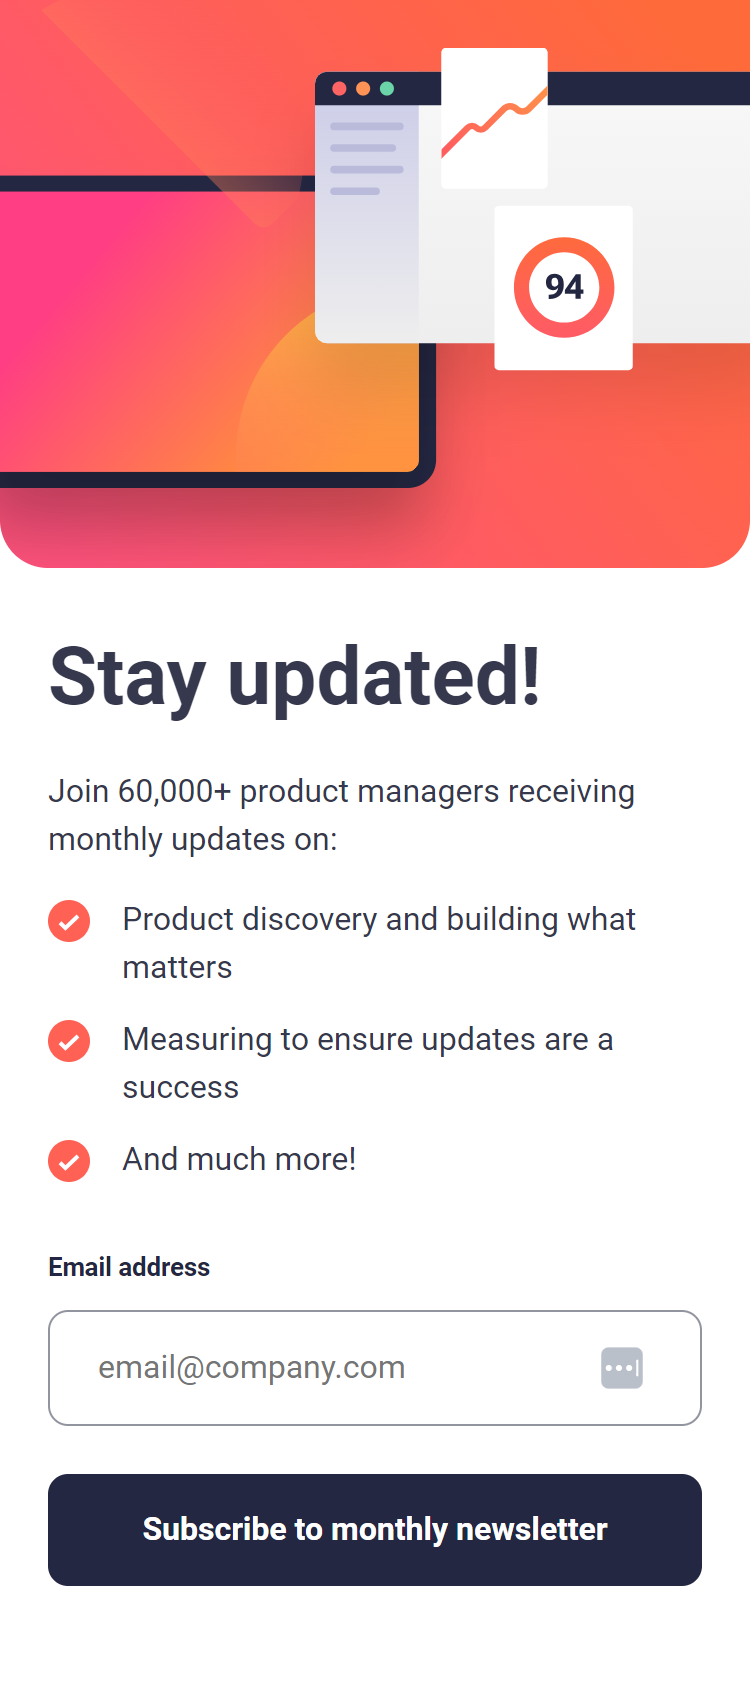 94
Stay updated!
Join 60,000+ product managers receiving
monthly updates on:
Product discovery and building what
matters
Measuring to ensure updates are a
success
And much more!
Email address
email@company.com
Subscribe to monthly newsletter